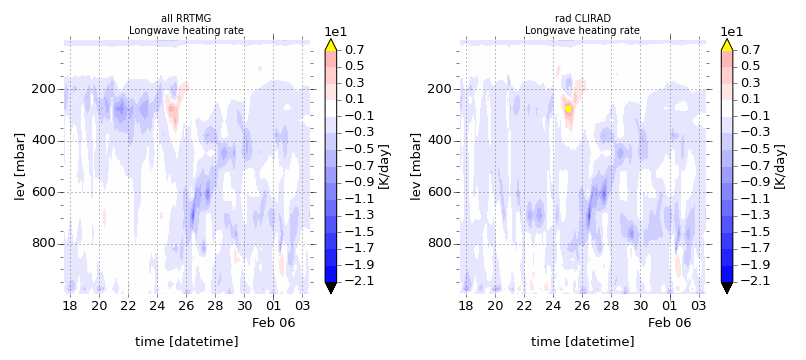 all RRTMG
Longwave heating rate
1e1
0.7
0.5
0.3
0.1
−0.1
−0.3
−0.5
−0.7
−0.9
−1.1
−1.3
−1.5
−1.7
−1.9
−2.1
[K/day]
200
400
600
800
lev [mbar]
18 20 22 24 26 28 30 01 03
Feb 06
time [datetime]
rad CLIRAD
Longwave heating rate
1e1
0.7
0.5
0.3
0.1
−0.1
−0.3
−0.5
−0.7
−0.9
−1.1
−1.3
−1.5
−1.7
−1.9
−2.1
[K/day]
200
400
600
800
lev [mbar]
18 20 22 24 26 28 30 01 03
Feb 06
time [datetime]